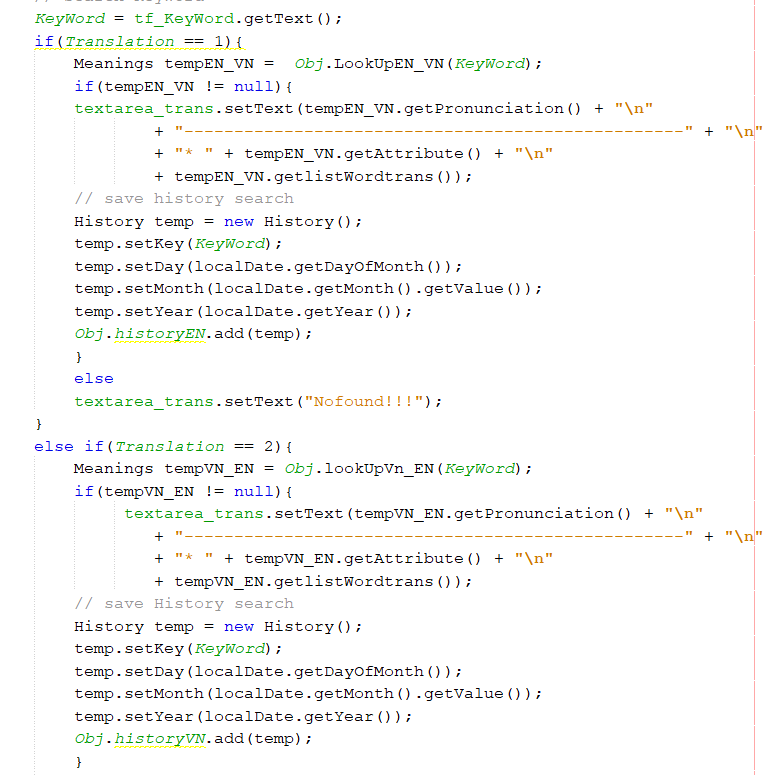 // search keyword
KeyWord = tf_KeyWord.getText();
if(Translation == 1){
Meanings tempEN_VN =  Obj.LookUpEN_VN(KeyWord);
if(tempEN_VN != null){
textarea_trans.setText(tempEN_VN.getPronunciation() + "\n"
+ "--------------------------------------------------" + "\n"
+ "* " + tempEN_VN.getAttribute() + "\n"
+ tempEN_VN.getlistWordtrans());
// save history search
History temp = new History();
temp.setKey(KeyWord);
temp.setDay(localDate.getDayOfMonth());
temp.setMonth(localDate.getMonth().getValue());
temp.setYear(localDate.getYear());
Obj.historyEN.add(temp);
}
else
textarea_trans.setText("Nofound!!!");
}
else if(Translation == 2){
Meanings tempVN_EN = Obj.lookUpVn_EN(KeyWord);
if(tempVN_EN != null){
textarea_trans.setText(tempVN_EN.getPronunciation() + "\n"
+ "--------------------------------------------------" + "\n"
+ "* " + tempVN_EN.getAttribute() + "\n"
+ tempVN_EN.getlistWordtrans());
// save History search
History temp = new History();
temp.setKey(KeyWord);
temp.setDay(localDate.getDayOfMonth());
temp.setMonth(localDate.getMonth().getValue());
temp.setYear(localDate.getYear());
Obj.historyVN.add(temp);
}